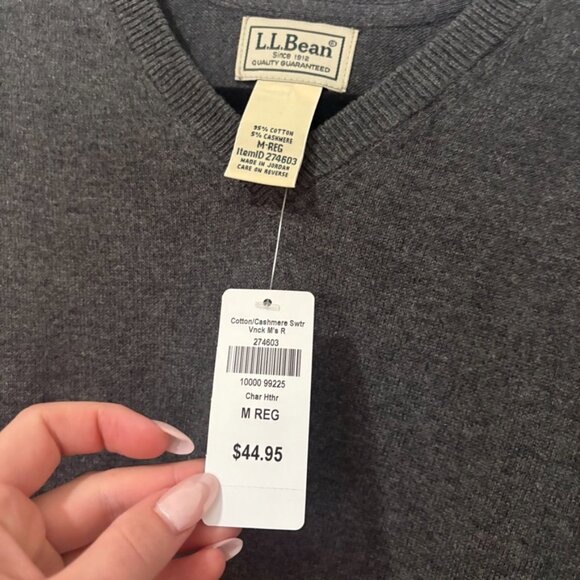 L.L.Bean®
Since 1912
QUALITY GUARANTEED
95% COTTON
5% CASHMERE
M-REG
ItemID 274603
MADE IN JORDAN
CARE ON REVERSE
Cotton/Cashmere Swtr
Vnck M's R
274603
10000 99225
Char Hthr
M REG
$44.95